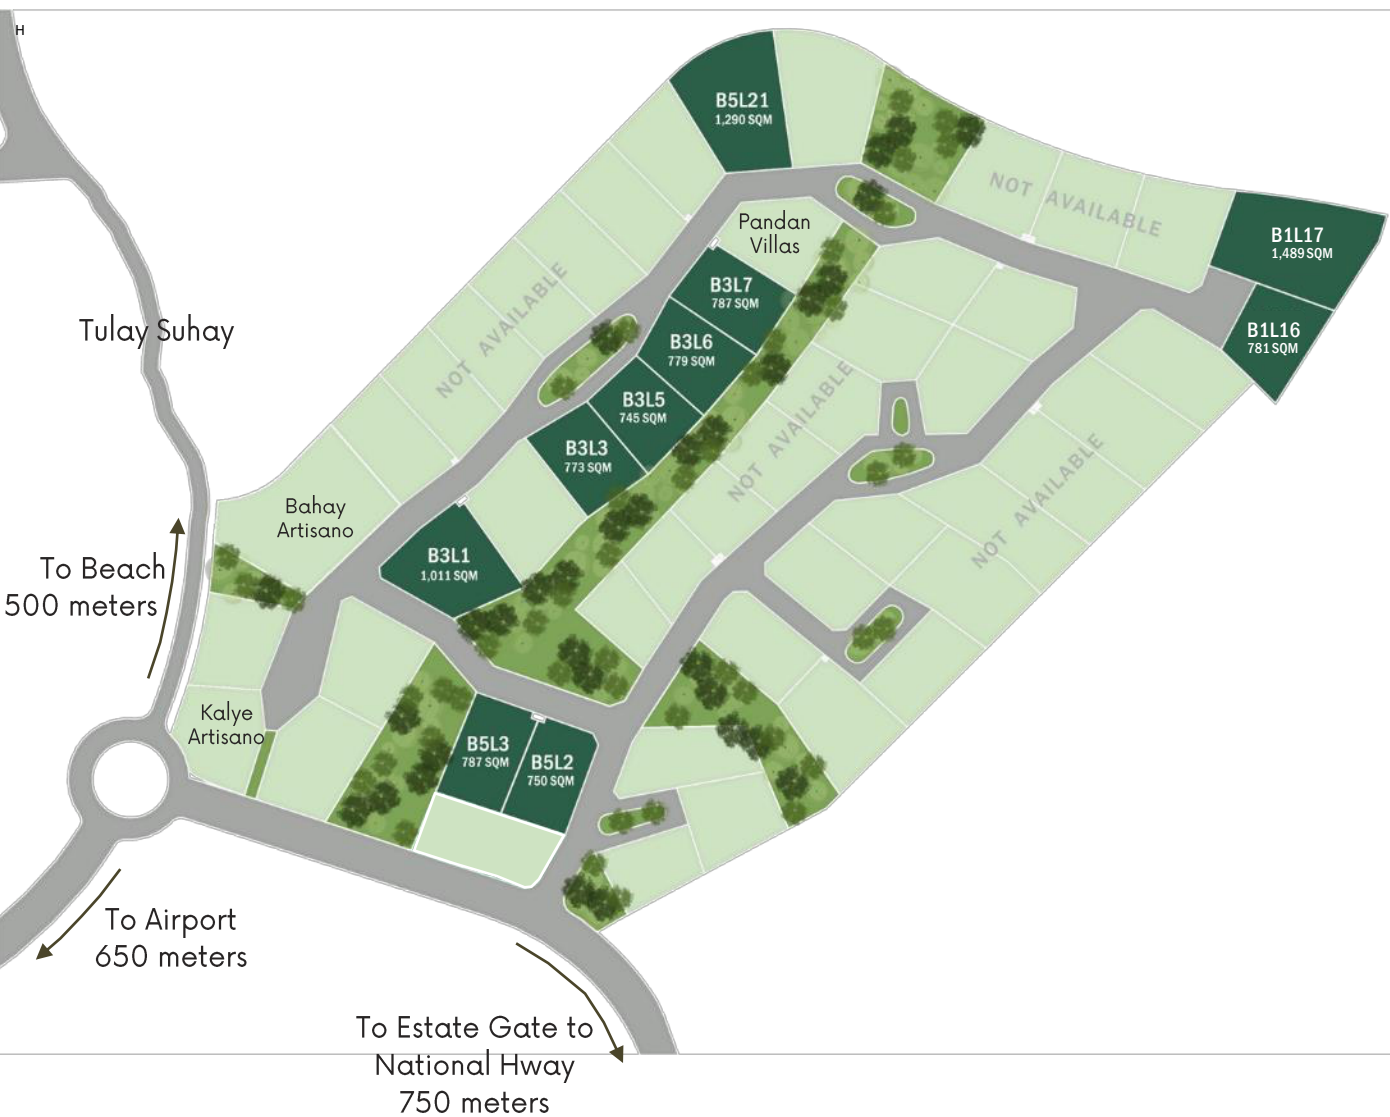 H
B5L21
1,290 SQM
NOT AVAILABLE
Pandan
Villas
B1L17
1,489 SQM
B3L7
787 SQM
NOT AVAILABLE
B1L16
781 SQM
Tulay Suhay
B3L6
779 SQM
B3L5
745 SQM
NOT AVAILABLE
B3L3
773 SQM
NOT AVAILABLE
Bahay
Artisano
B3L1
1,011 SQM
To Beach
500 meters
Kalye
Artisano
B5L3
787 SQM
B5L2
750 SQM
To Airport
650 meters
To Estate Gate to
National Hway
750 meters